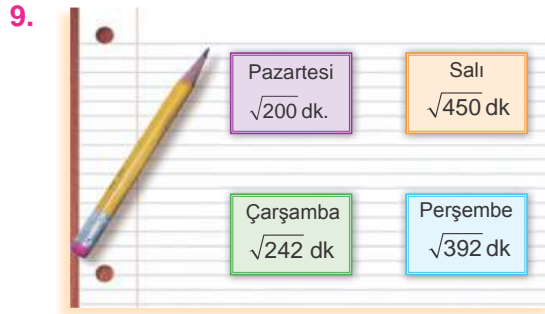 9.
Pazartesi
√200 dk.
Salı
√450 dk
Çarşamba
√242 dk
Perşembe
√392 dk